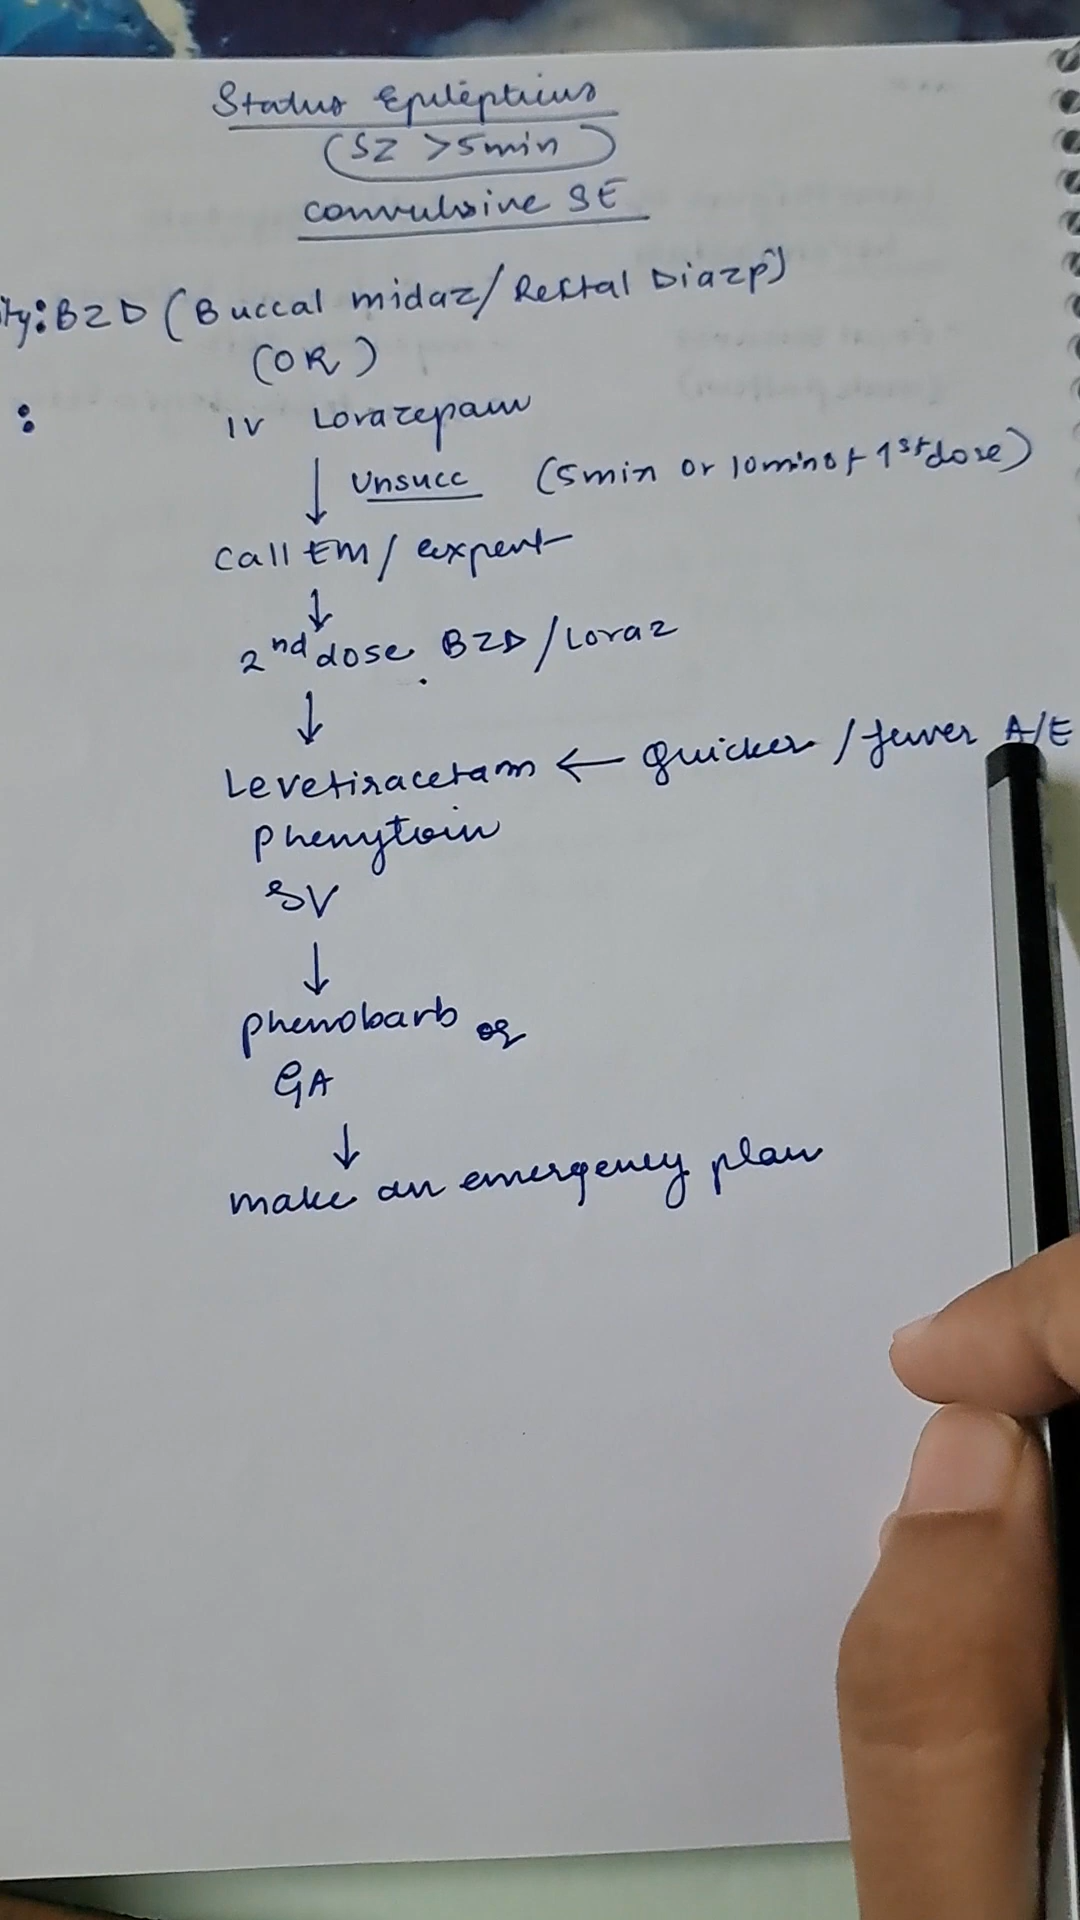 Status Epilepticus
(SZ >5min)
convulsive SE
ity: BZD (Buccal midaz/Rectal Diazp)
(OR)
: IV Lorazepam
↓ Unsucc (5min or 10min of 1st dose)
call EM/ expert
↓
2nd dose BZD/Loraz
↓
Levetiracetam ← Quicker /fewer A/E
Phenytoin
SV
↓
phenobarb or
GA
↓
make an emergency plan